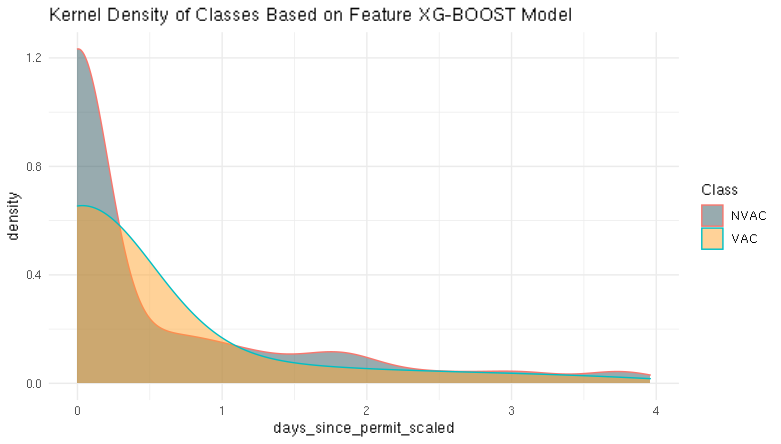 Kernel Density of Classes Based on Feature XG-BOOST Model
density
1.2
0.8
0.4
0.0
0
1
2
3
4
days_since_permit_scaled
Class
NVAC
VAC